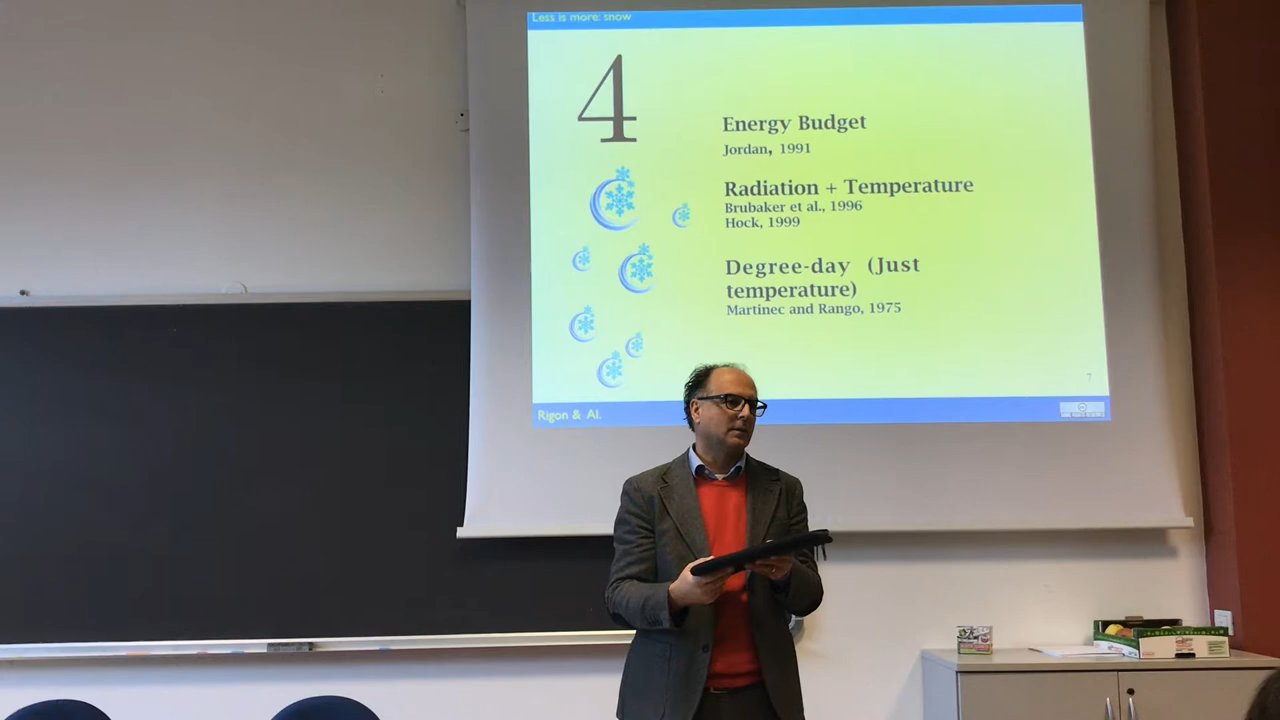 Less is more: snow
4
Energy Budget
Jordan, 1991
Radiation + Temperature
Brubaker et al., 1996
Hock, 1999
Degree-day (Just
temperature)
Martinec and Rango, 1975
7
Rigon & Al.